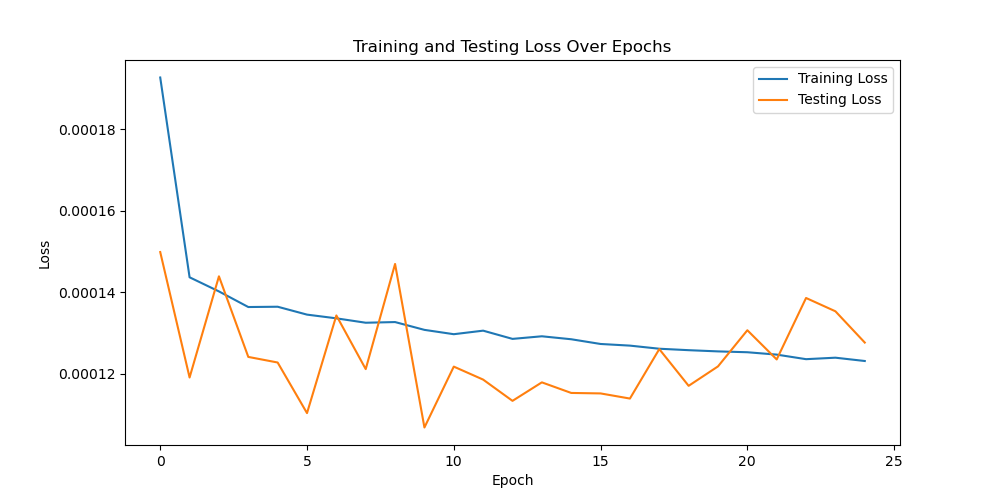 Training and Testing Loss Over Epochs
Training Loss
Testing Loss
0.00018
0.00016
0.00014
0.00012
Loss
0 5 10 15 20 25
Epoch